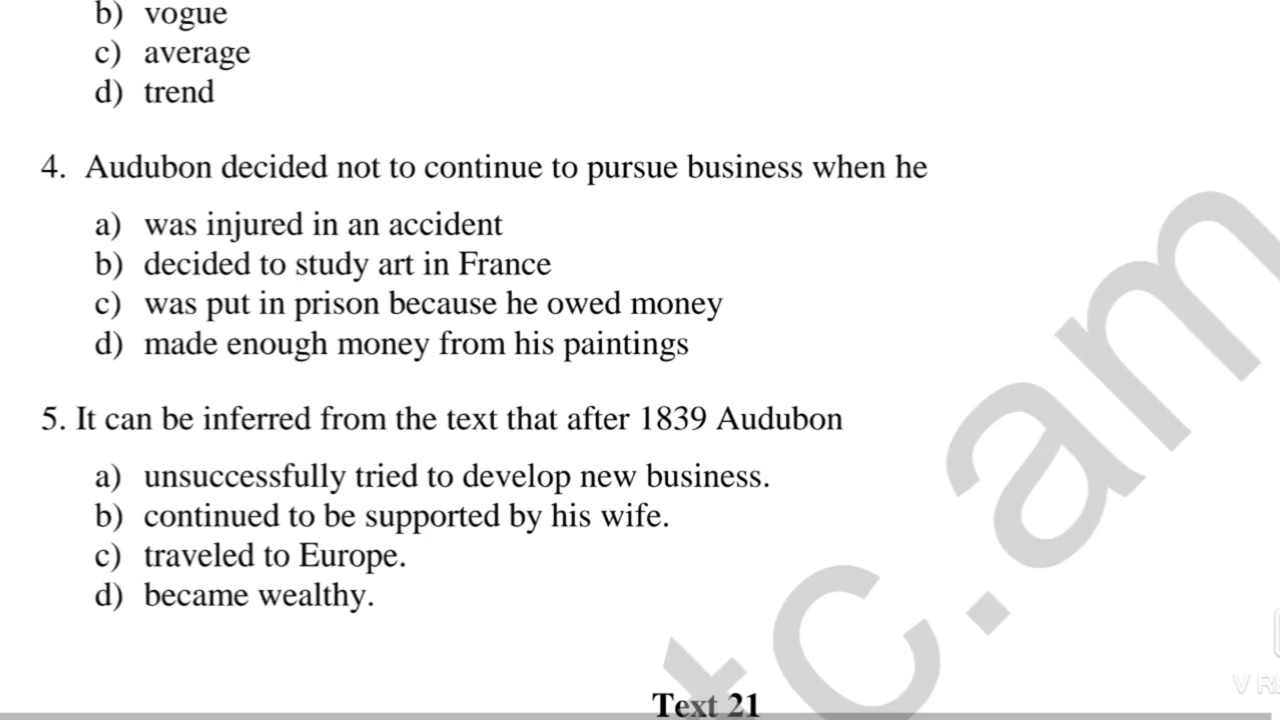 b) vogue
c) average
d) trend
4. Audubon decided not to continue to pursue business when he
a) was injured in an accident
b) decided to study art in France
c) was put in prison because he owed money
d) made enough money from his paintings
5. It can be inferred from the text that after 1839 Audubon
a) unsuccessfully tried to develop new business.
b) continued to be supported by his wife.
c) traveled to Europe.
d) became wealthy.
tc.am
Text 21